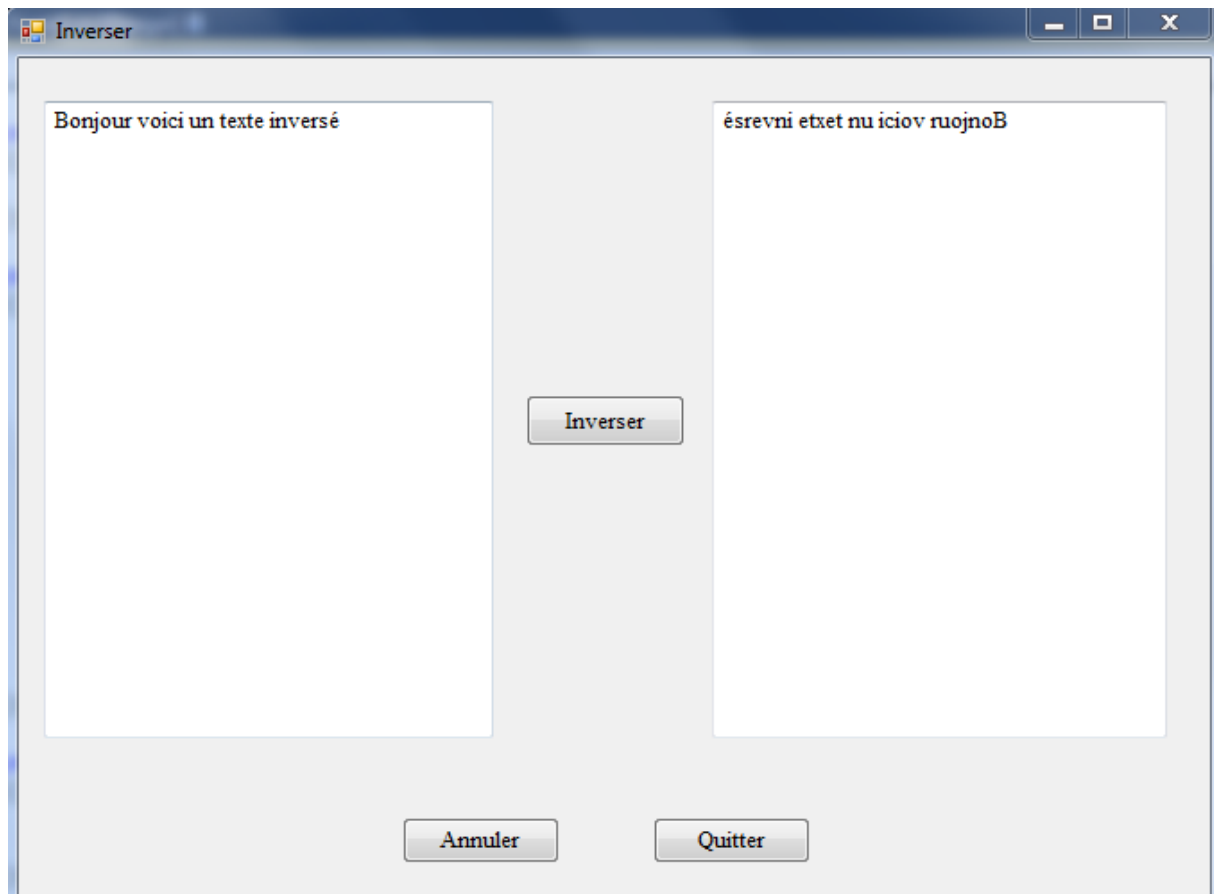 Inverser
Bonjour voici un texte inversé
ésrevni etxet nu iciov ruojnoB
Inverser
Annuler
Quitter